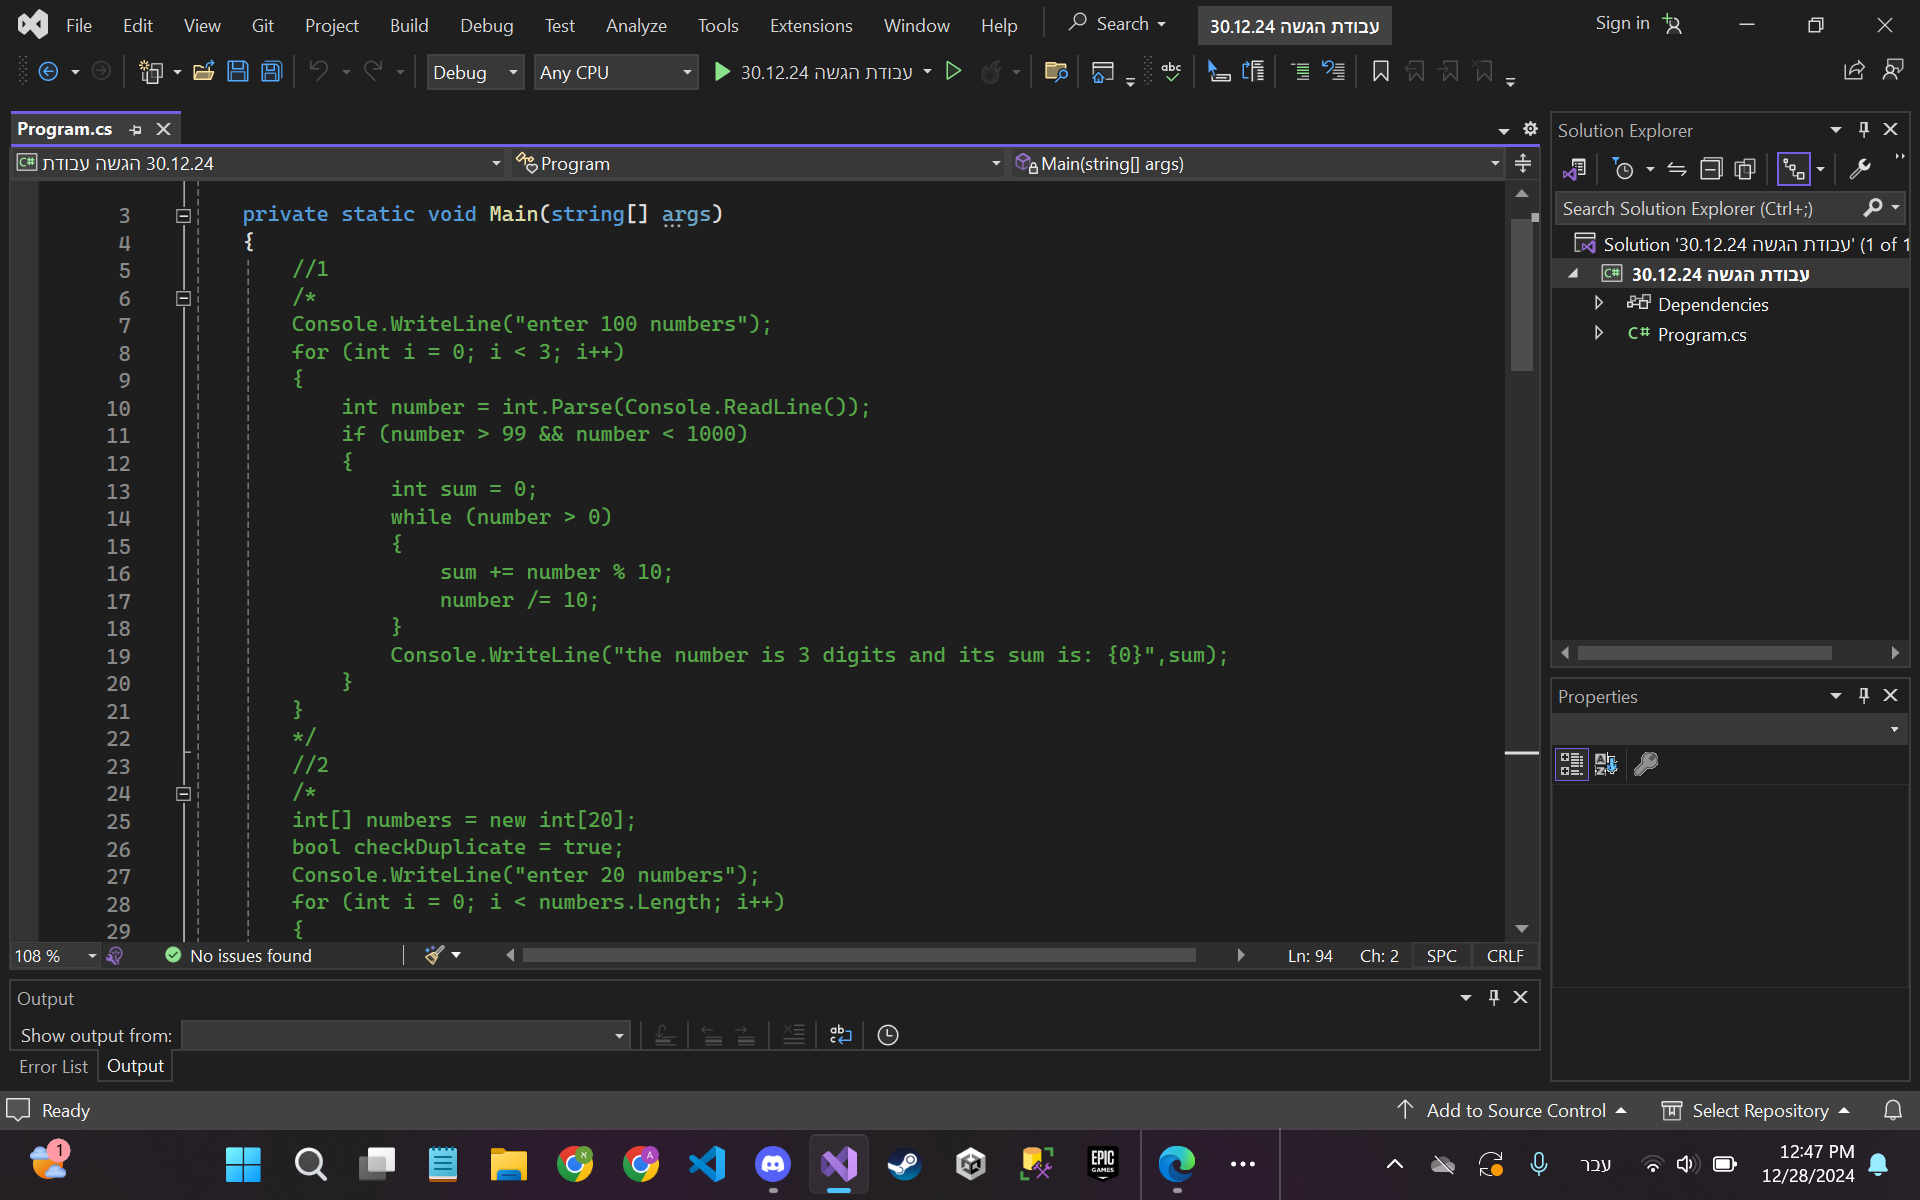 File Edit View Git Project Build Debug Test Analyze Tools Extensions Window Help Search עבודת הגשה 30.12.24 Sign in
Debug Any CPU עבודת הגשה 30.12.24
Program.cs
עבודת הגשה 30.12.24 Program Main(string[] args)
3 private static void Main(string[] args)
4 {
5 //1
6 /*
7 Console.WriteLine("enter 100 numbers");
8 for (int i = 0; i < 3; i++)
9 {
10 int number = int.Parse(Console.ReadLine());
11 if (number > 99 && number < 1000)
12 {
13 int sum = 0;
14 while (number > 0)
15 {
16 sum += number % 10;
17 number /= 10;
18 }
19 Console.WriteLine("the number is 3 digits and its sum is: {0}",sum);
20 }
21 }
22 */
23 //2
24 /*
25 int[] numbers = new int[20];
26 bool checkDuplicate = true;
27 Console.WriteLine("enter 20 numbers");
28 for (int i = 0; i < numbers.Length; i++)
29 {
108 % No issues found Ln: 94 Ch: 2 SPC CRLF
Output
Show output from:
Error List Output
Solution Explorer
Search Solution Explorer (Ctrl+;)
Solution 'עבודת הגשה 30.12.24' (1 of 1
עבודת הגשה 30.12.24
Dependencies
C# Program.cs
Properties
Ready Add to Source Control Select Repository
1 EPIC GAMES עבר 12:47 PM
12/28/2024